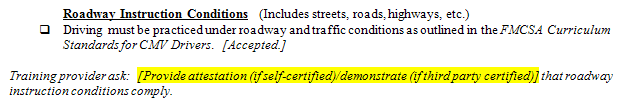 Roadway Instruction Conditions (Includes streets, roads, highways, etc.)
❑ Driving must be practiced under roadway and traffic conditions as outlined in the FMCSA Curriculum
Standards for CMV Drivers. [Accepted.]
Training provider ask: [Provide attestation (if self-certified)/demonstrate (if third party certified)] that roadway
instruction conditions comply.